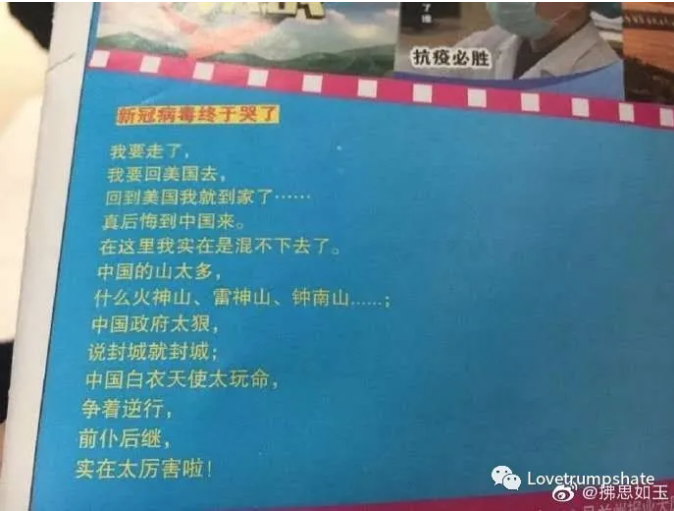 抗疫必胜
新冠病毒终于哭了
我要走了，
我要回美国去，
回到美国我就到家了……
真后悔到中国来。
在这里我实在是混不下去了。
中国的山太多，
什么火神山、雷神山、钟南山……；
中国政府太狠，
说封城就封城；
中国白衣天使太玩命，
争着逆行，
前仆后继，
实在太厉害啦！
Lovetrumpshate
@拂思如玉